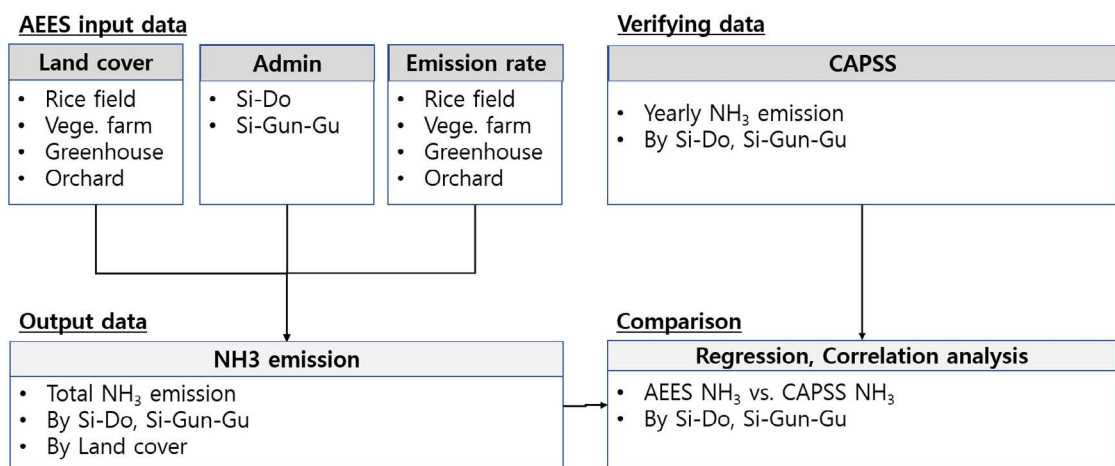 AEES input data
Land cover
• Rice field
• Vege. farm
• Greenhouse
• Orchard
Admin
• Si-Do
• Si-Gun-Gu
Emission rate
• Rice field
• Vege. farm
• Greenhouse
• Orchard
Verifying data
CAPSS
• Yearly NH₃ emission
• By Si-Do, Si-Gun-Gu
Output data
NH3 emission
• Total NH₃ emission
• By Si-Do, Si-Gun-Gu
• By Land cover
Comparison
Regression, Correlation analysis
• AEES NH₃ vs. CAPSS NH₃
• By Si-Do, Si-Gun-Gu